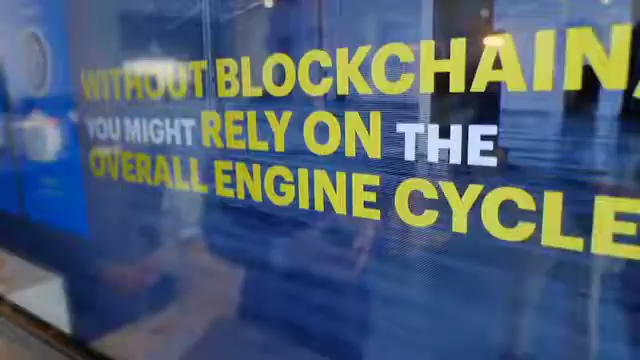 WITHOUT BLOCKCHAIN,
YOU MIGHT RELY ON THE
OVERALL ENGINE CYCLE